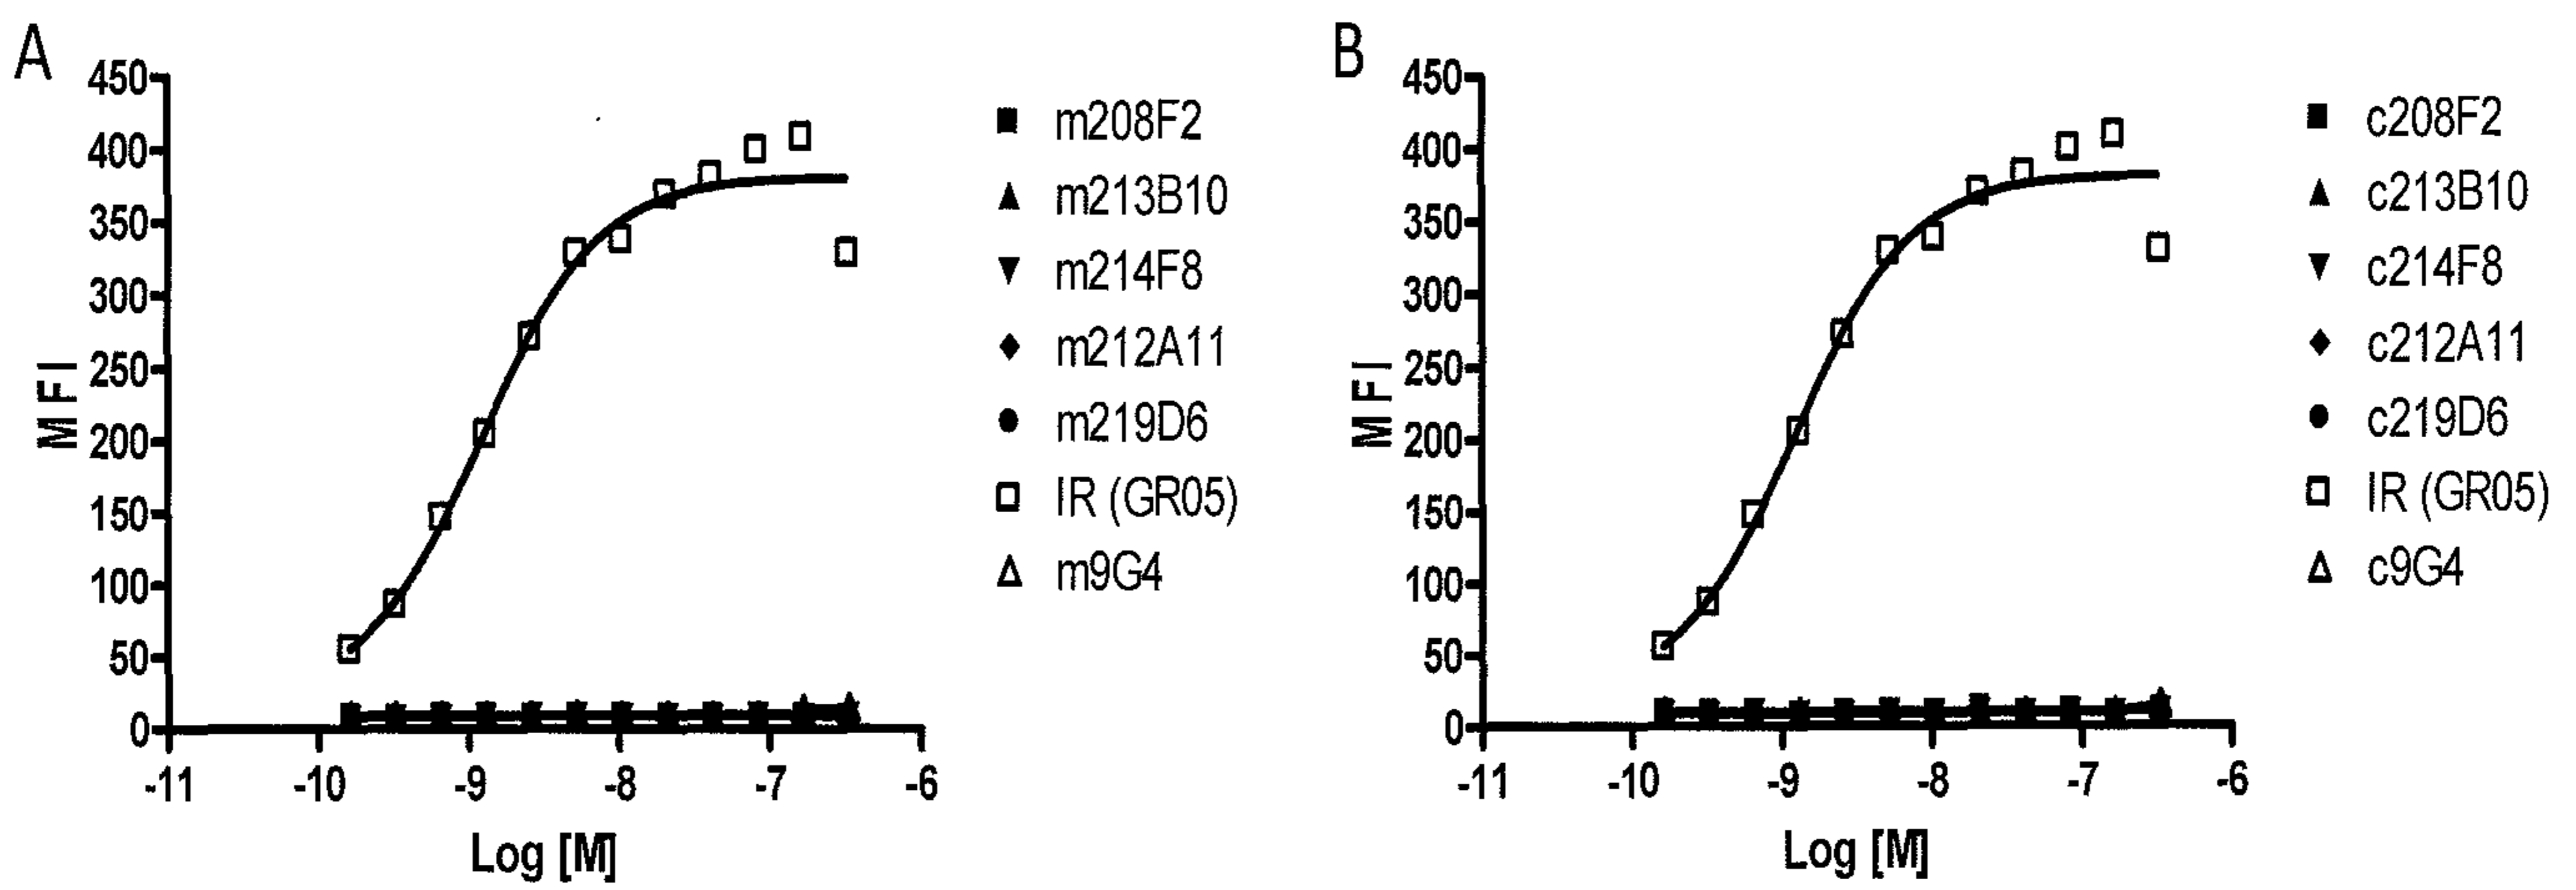 A
450
400
350
300
250
200
150
100
50
0
MFI
-11 -10 -9 -8 -7 -6
Log [M]
m208F2
m213B10
m214F8
m212A11
m219D6
IR (GR05)
m9G4
B
450
400
350
300
250
200
150
100
50
0
MFI
-11 -10 -9 -8 -7 -6
Log [M]
c208F2
c213B10
c214F8
c212A11
c219D6
IR (GR05)
c9G4